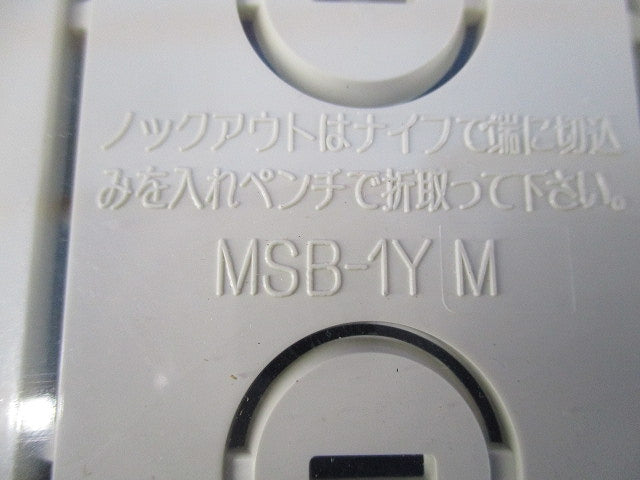 ノックアウトはナイフで端に切込
みを入れペンチで折取って下さい。
MSB-1Y M